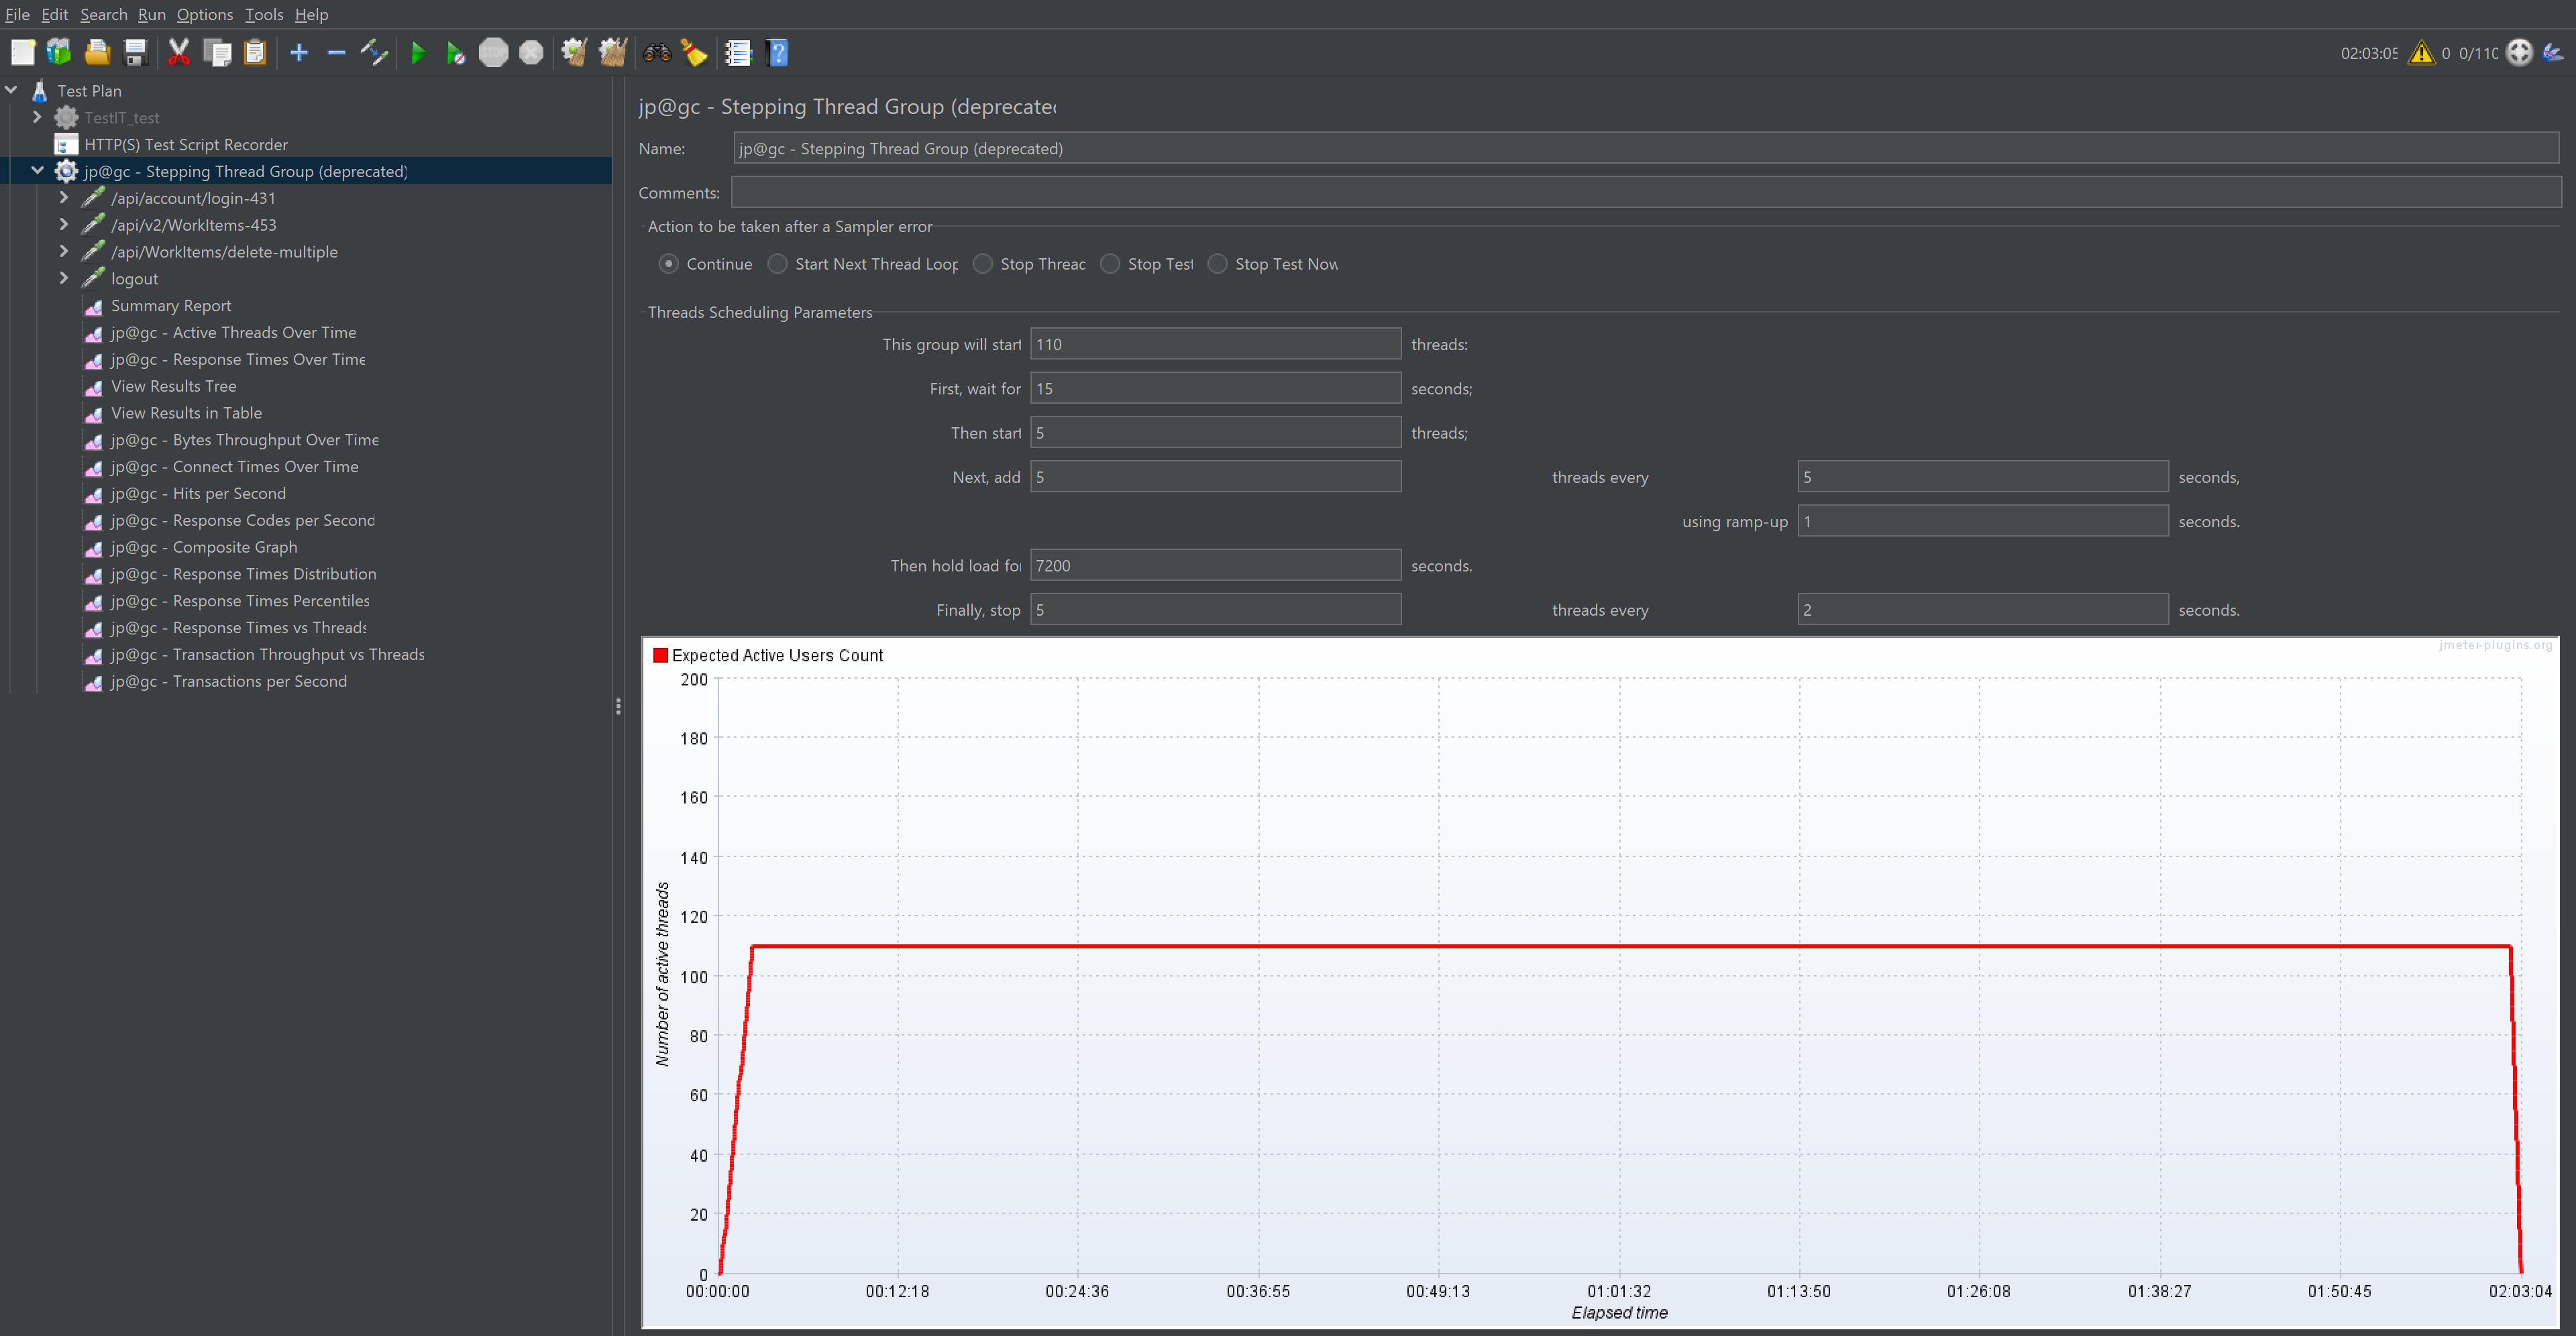 File Edit Search Run Options Tools Help
STOP
02:03:05 0 0/110
Test Plan
TestIT_test
HTTP(S) Test Script Recorder
jp@gc - Stepping Thread Group (deprecated)
/api/account/login-431
/api/v2/WorkItems-453
/api/WorkItems/delete-multiple
logout
Summary Report
jp@gc - Active Threads Over Time
jp@gc - Response Times Over Time
View Results Tree
View Results in Table
jp@gc - Bytes Throughput Over Time
jp@gc - Connect Times Over Time
jp@gc - Hits per Second
jp@gc - Response Codes per Second
jp@gc - Composite Graph
jp@gc - Response Times Distribution
jp@gc - Response Times Percentiles
jp@gc - Response Times vs Threads
jp@gc - Transaction Throughput vs Threads
jp@gc - Transactions per Second
jp@gc - Stepping Thread Group (deprecated
Name: jp@gc - Stepping Thread Group (deprecated)
Comments:
Action to be taken after a Sampler error
Continue Start Next Thread Loop Stop Thread Stop Test Stop Test Now
Threads Scheduling Parameters
This group will start 110 threads:
First, wait for 15 seconds;
Then start 5 threads;
Next, add 5 threads every 5 seconds,
using ramp-up 1 seconds.
Then hold load for 7200 seconds.
Finally, stop 5 threads every 2 seconds.
jmeter-plugins.org
Expected Active Users Count
200
180
160
140
120
100
80
60
40
20
0
Number of active threads
00:00:00 00:12:18 00:24:36 00:36:55 00:49:13 01:01:32 01:13:50 01:26:08 01:38:27 01:50:45 02:03:04
Elapsed time